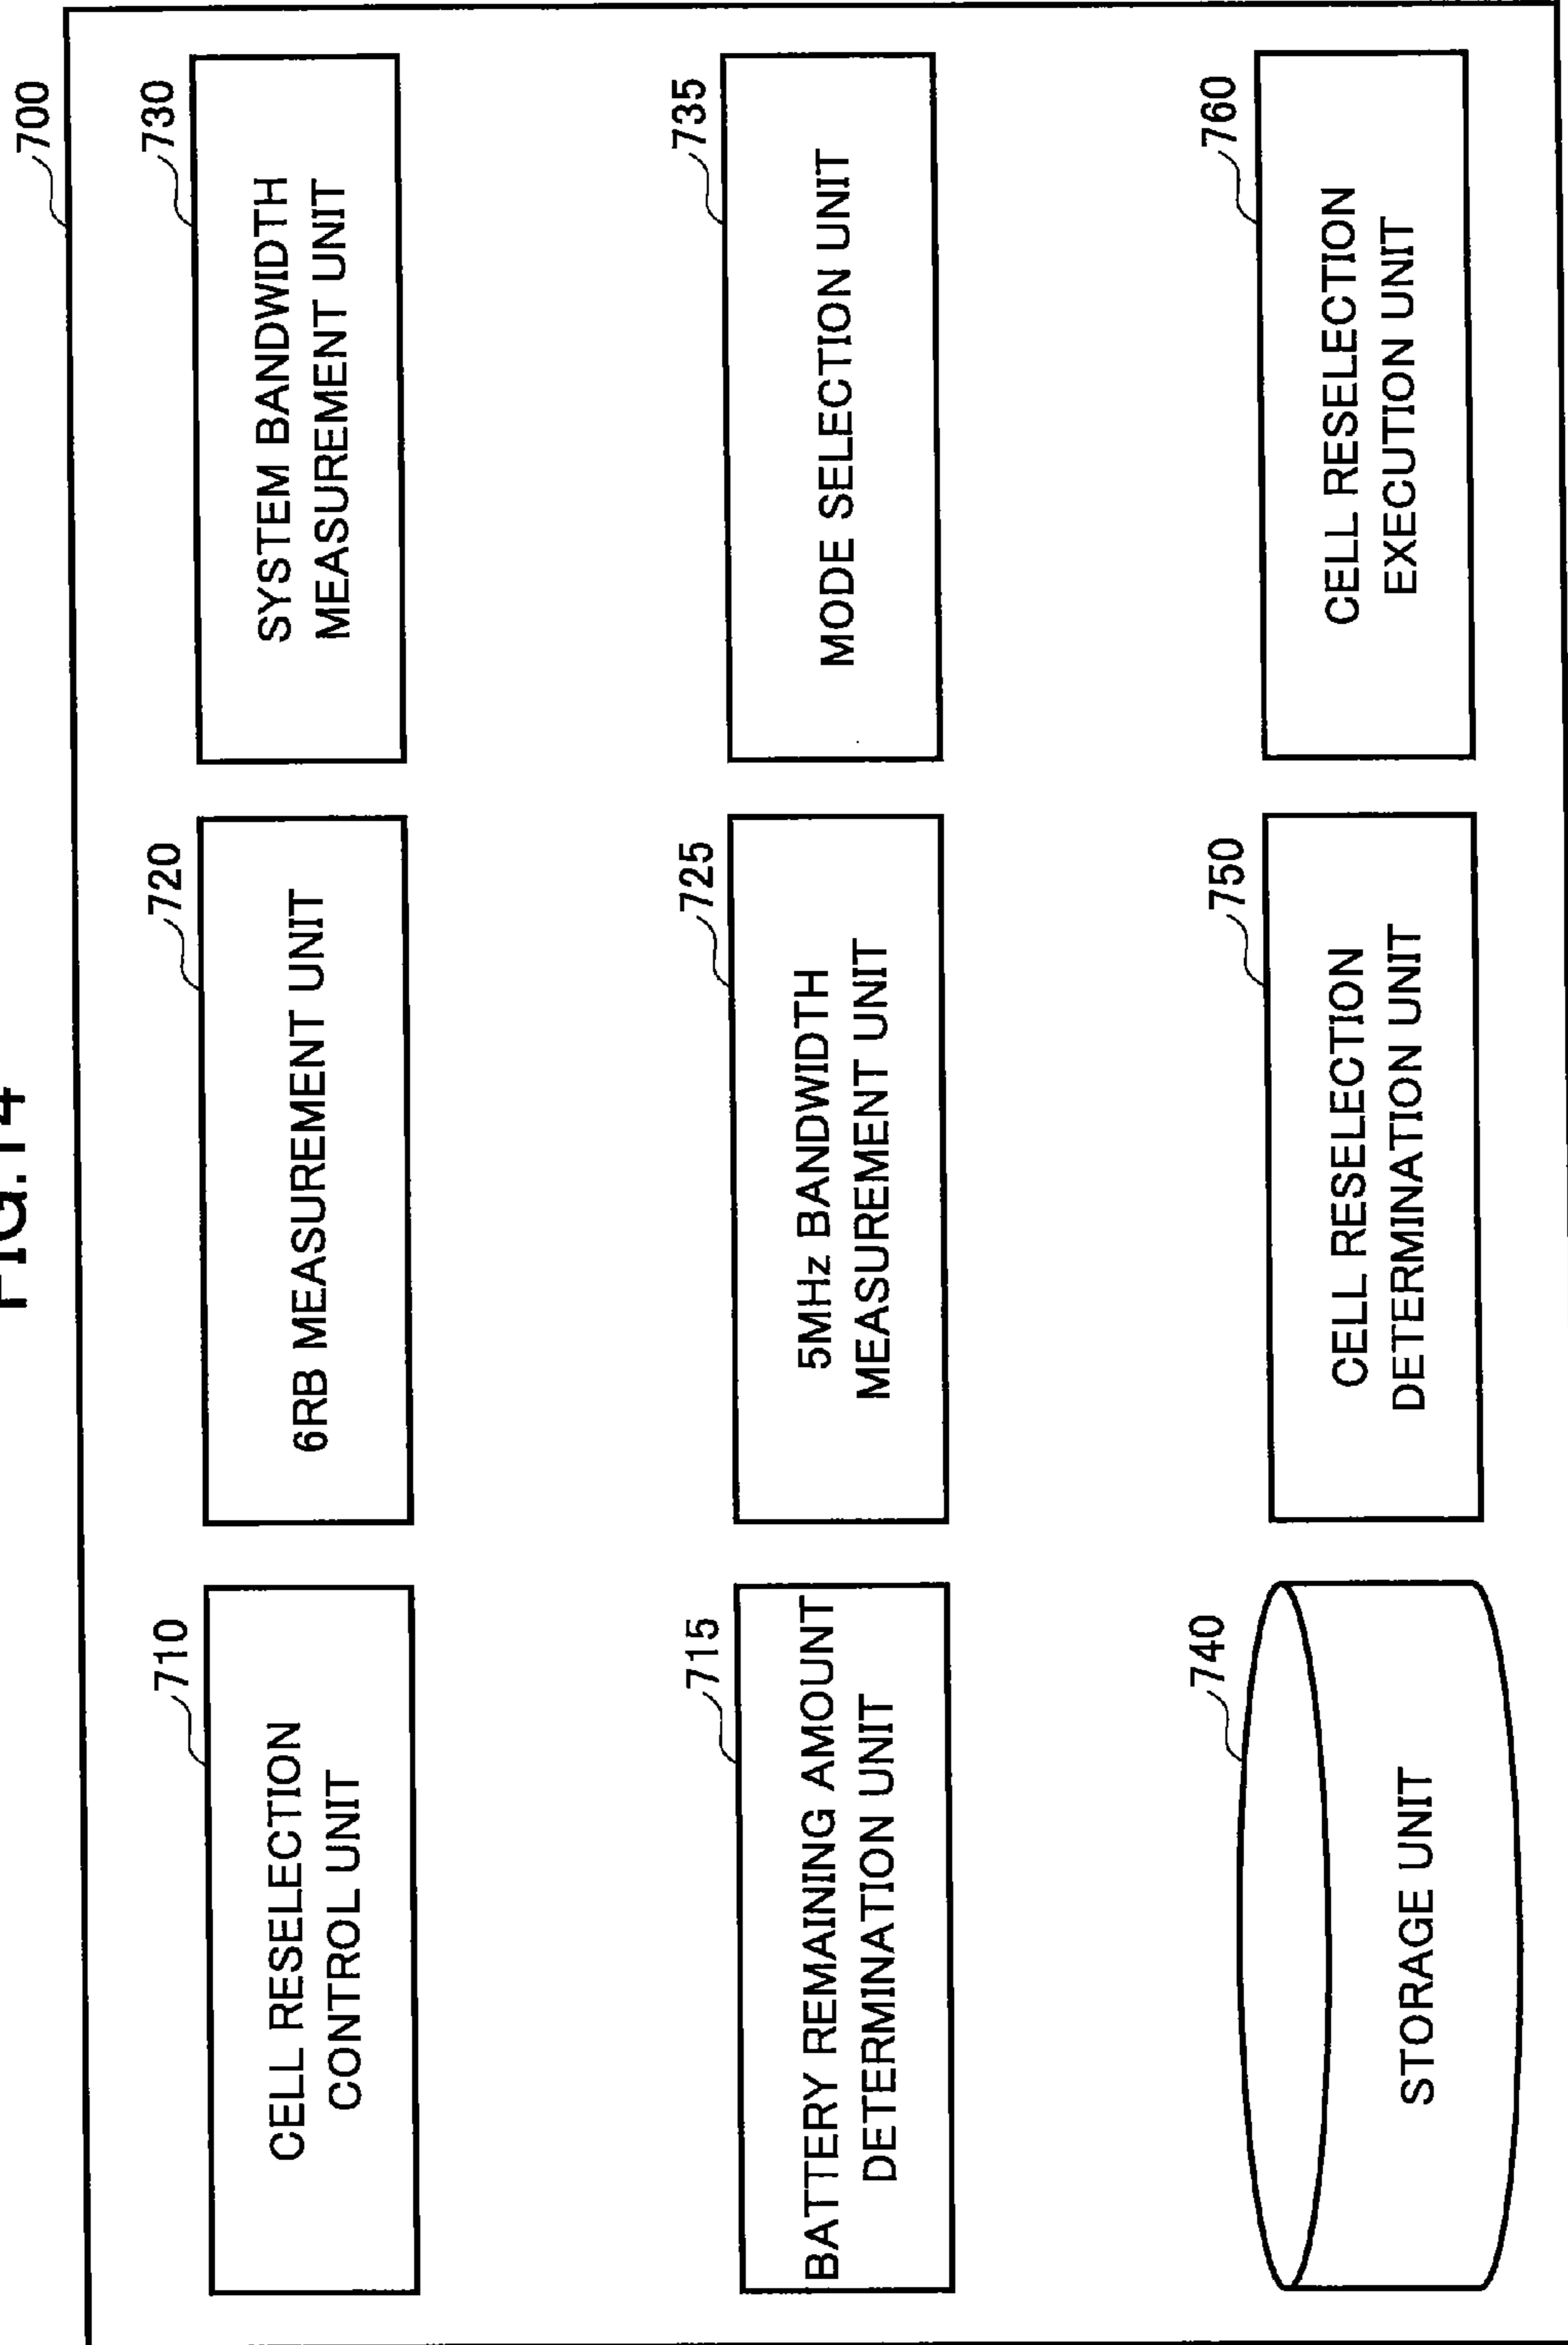 FIG.14
700
710
CELL RESELECTION
CONTROL UNIT
720
6RB MEASUREMENT UNIT
730
SYSTEM BANDWIDTH
MEASUREMENT UNIT
715
BATTERY REMAINING AMOUNT
DETERMINATION UNIT
725
5MHz BANDWIDTH
MEASUREMENT UNIT
735
MODE SELECTION UNIT
740
STORAGE UNIT
750
CELL RESELECTION
DETERMINATION UNIT
760
CELL RESELECTION
EXECUTION UNIT